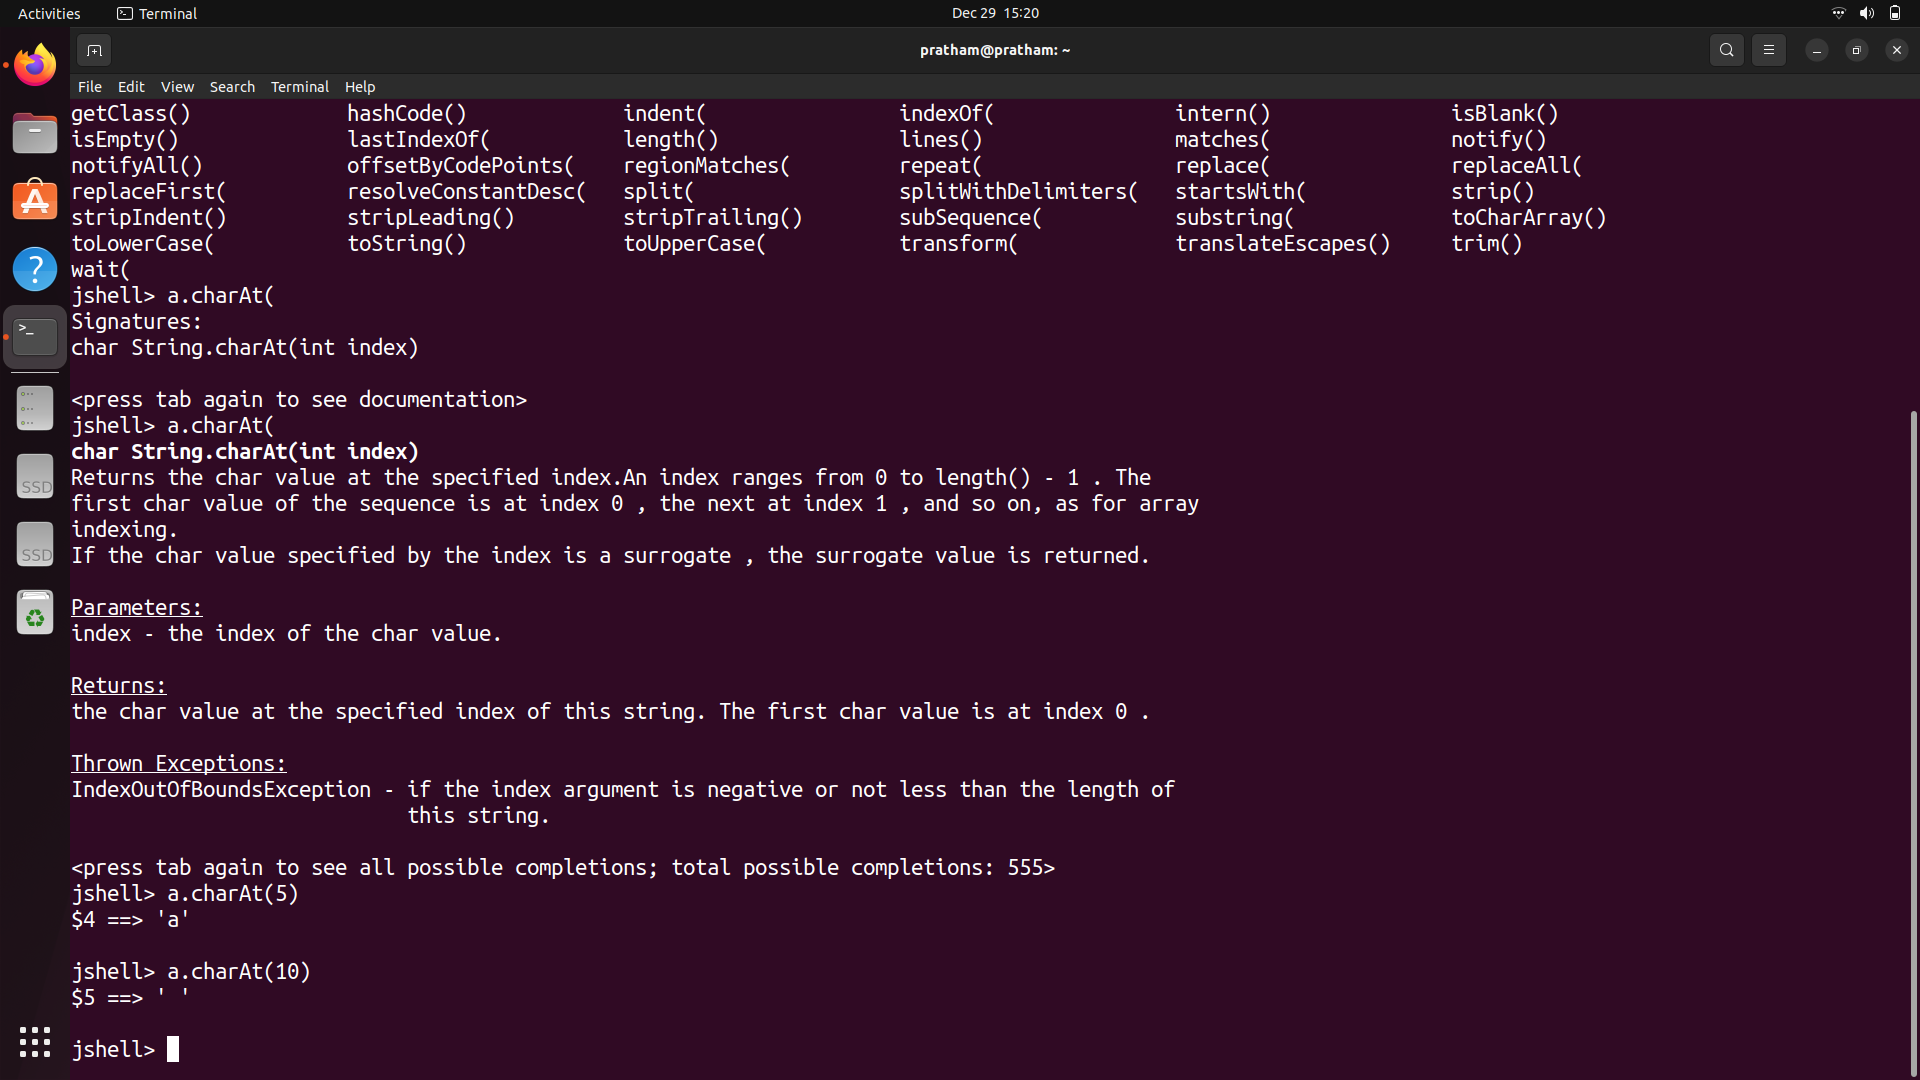 Activities Terminal Dec 29 15:20
pratham@pratham: ~
File Edit View Search Terminal Help
getClass() hashCode() indent( indexOf( intern() isBlank()
isEmpty() lastIndexOf( length() lines() matches( notify()
notifyAll() offsetByCodePoints( regionMatches( repeat( replace( replaceAll(
replaceFirst( resolveConstantDesc( split( splitWithDelimiters( startsWith( strip()
stripIndent() stripLeading() stripTrailing() subSequence( substring( toCharArray()
toLowerCase( toString() toUpperCase( transform( translateEscapes() trim()
wait(
jshell> a.charAt(
Signatures:
char String.charAt(int index)
<press tab again to see documentation>
jshell> a.charAt(
char String.charAt(int index)
Returns the char value at the specified index.An index ranges from 0 to length() - 1 . The
first char value of the sequence is at index 0 , the next at index 1 , and so on, as for array
indexing.
If the char value specified by the index is a surrogate , the surrogate value is returned.
Parameters:
index - the index of the char value.
Returns:
the char value at the specified index of this string. The first char value is at index 0 .
Thrown Exceptions:
IndexOutOfBoundsException - if the index argument is negative or not less than the length of
this string.
<press tab again to see all possible completions; total possible completions: 555>
jshell> a.charAt(5)
$4 ==> 'a'
jshell> a.charAt(10)
$5 ==> ' '
jshell>
SSD
SSD